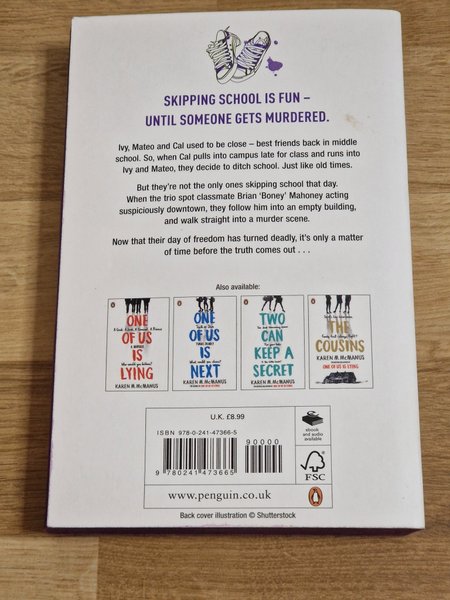 SKIPPING SCHOOL IS FUN –
UNTIL SOMEONE GETS MURDERED.
Ivy, Mateo and Cal used to be close – best friends back in middle
school. So, when Cal pulls into campus late for class and runs into
Ivy and Mateo, they decide to ditch school. Just like old times.
But they're not the only ones skipping school that day.
When the trio spot classmate Brian 'Boney' Mahoney acting
suspiciously downtown, they follow him into an empty building,
and walk straight into a murder scene.
Now that their day of freedom has turned deadly, it's only a matter
of time before the truth comes out . . .
Also available:
ONE
OF US
IS
LYING
KAREN M. McMANUS
ONE
OF US
IS
NEXT
KAREN M. McMANUS
TWO
CAN
KEEP A
SECRET
KAREN M. McMANUS
THE
COUSINS
KAREN M. McMANUS
ONE OF US IS LYING
U.K. £8.99
ISBN 978-0-241-47366-5
90000
9 780241 473665
www.penguin.co.uk
ebook
and audio
available
FSC
Back cover illustration © Shutterstock